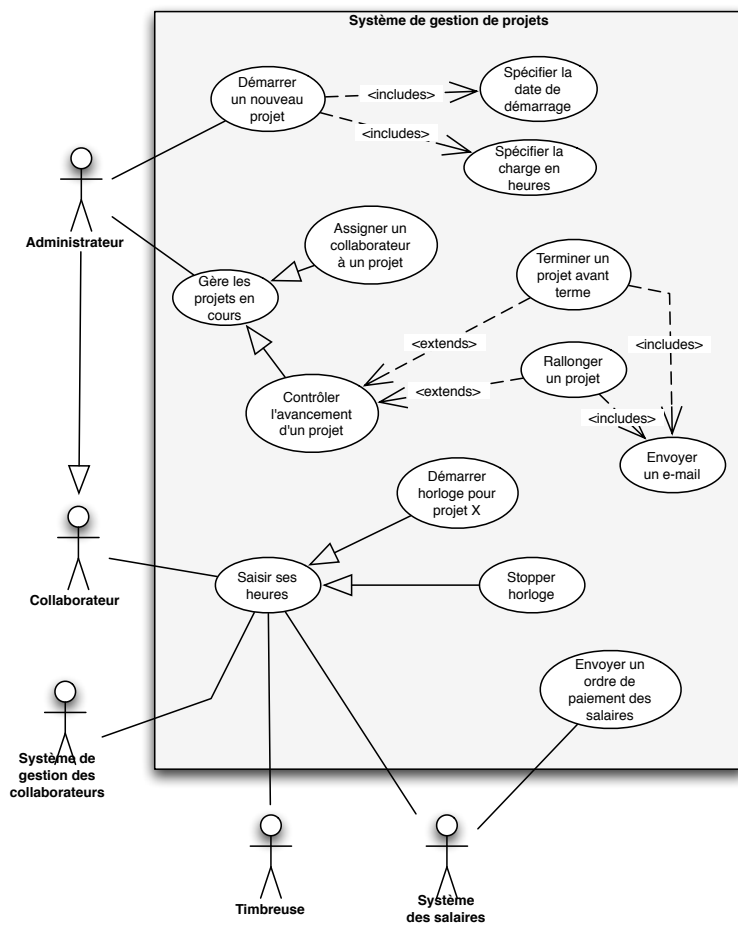 Système de gestion de projets
Démarrer
un nouveau
projet
<includes>
Spécifier la
date de
démarrage
<includes>
Spécifier la
charge en
heures
Administrateur
Assigner un
collaborateur
à un projet
Gère les
projets en
cours
Terminer un
projet avant
terme
<extends>
<includes>
Rallonger
un projet
<extends>
Contrôler
l'avancement
d'un projet
<includes>
Envoyer
un e-mail
Démarrer
horloge pour
projet X
Collaborateur
Saisir ses
heures
Stopper
horloge
Envoyer un
ordre de
paiement des
salaires
Système de
gestion des
collaborateurs
Timbreuse
Système
des salaires